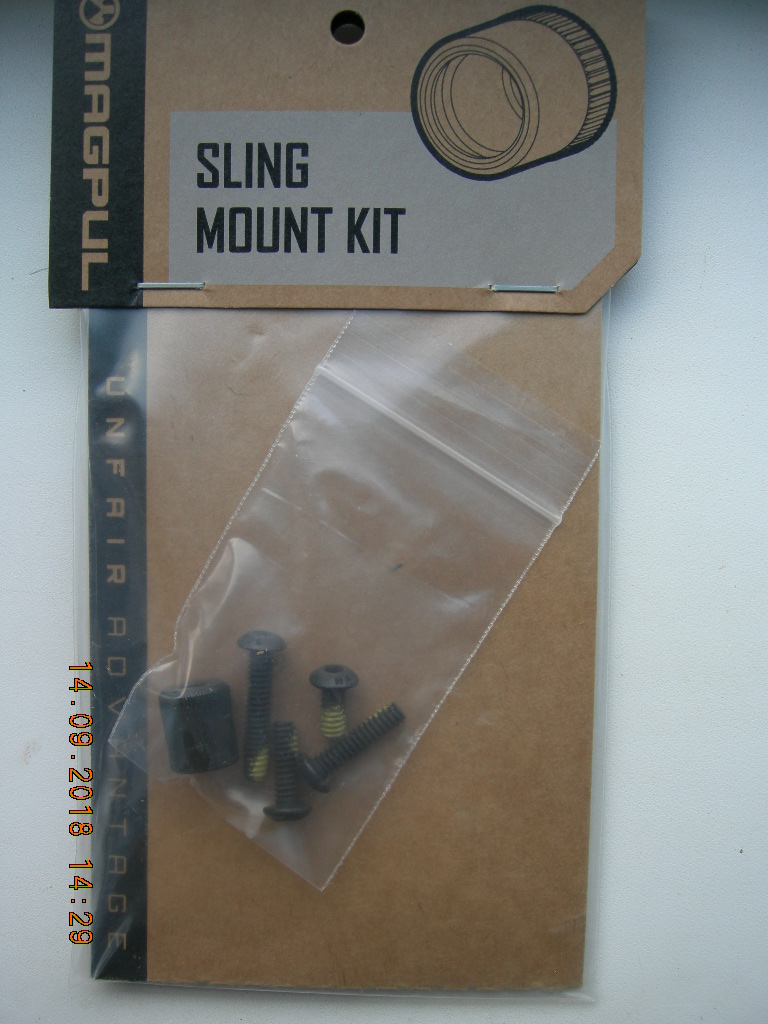 MAGPUL
SLING
MOUNT KIT
UNFAIR ADVANTAGE
14.09.2018 14:29